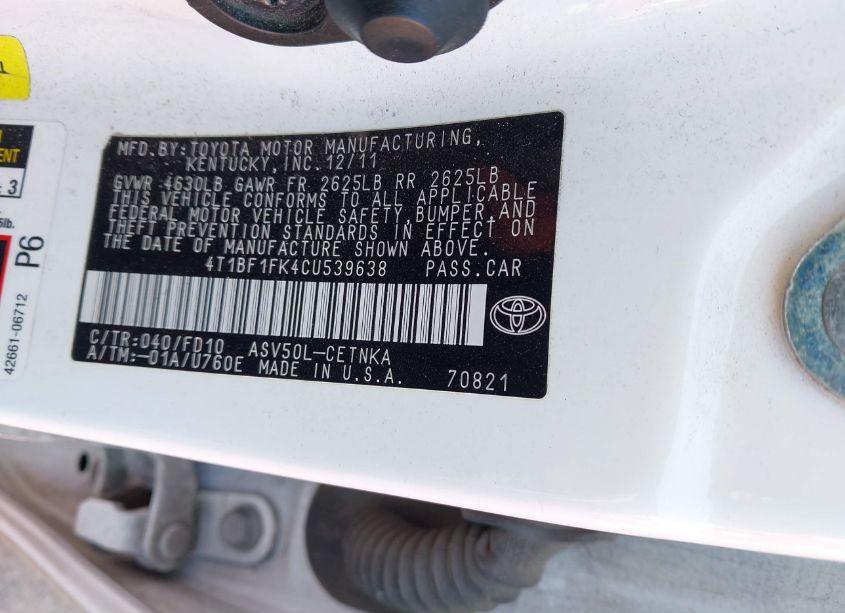 MFD.BY:TOYOTA MOTOR MANUFACTURING,
KENTUCKY,INC.12/11
GVWR 4630LB GAWR FR 2625LB RR 2625LB
THIS VEHICLE CONFORMS TO ALL APPLICABLE
FEDERAL MOTOR VEHICLE SAFETY,BUMPER,AND
THEFT PREVENTION STANDARDS IN EFFECT ON
THE DATE OF MANUFACTURE SHOWN ABOVE.
4T1BF1FK4CU539638 PASS.CAR
C/TR:040/FD10 ASV50L-CETNKA
A/TM:-01A/U760E MADE IN U.S.A. 70821
3
P6
42661-06712